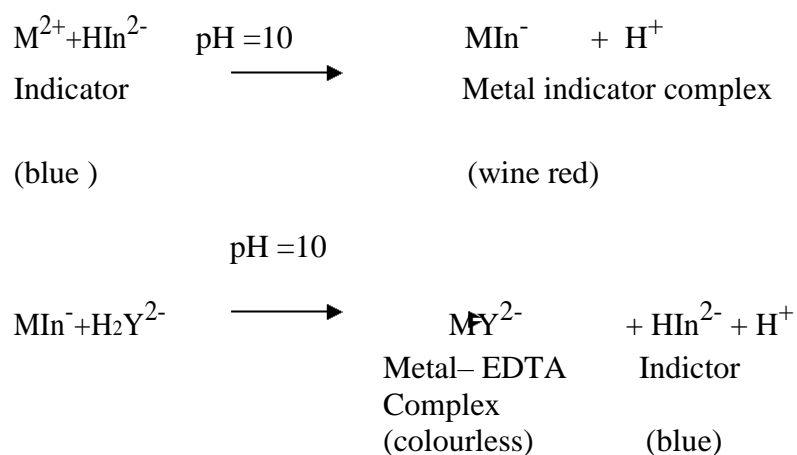 M²⁺+HIn²⁻ pH =10 MIn⁻ + H⁺
Indicator Metal indicator complex
(blue ) (wine red)
pH =10
MIn⁻+H₂Y²⁻ MY²⁻ + HIn²⁻ + H⁺
Metal– EDTA Indictor
Complex
(colourless) (blue)